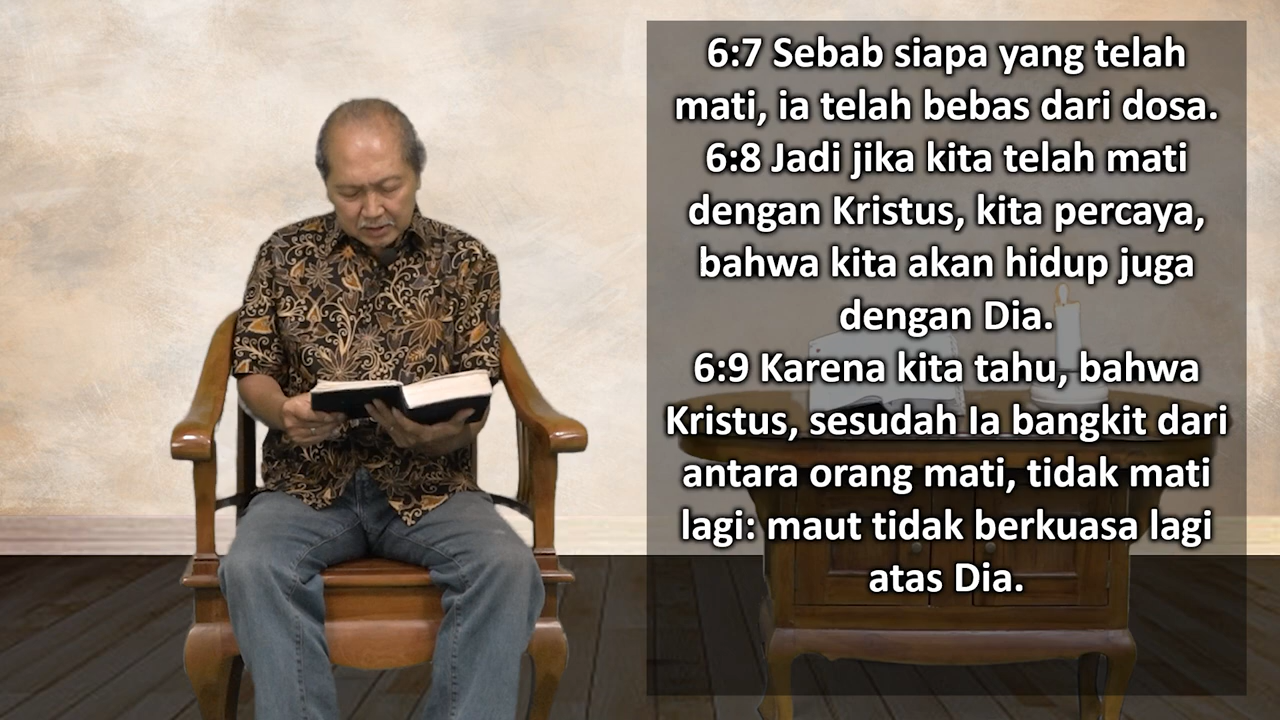 6:7 Sebab siapa yang telah
mati, ia telah bebas dari dosa.
6:8 Jadi jika kita telah mati
dengan Kristus, kita percaya,
bahwa kita akan hidup juga
dengan Dia.
6:9 Karena kita tahu, bahwa
Kristus, sesudah Ia bangkit dari
antara orang mati, tidak mati
lagi: maut tidak berkuasa lagi
atas Dia.